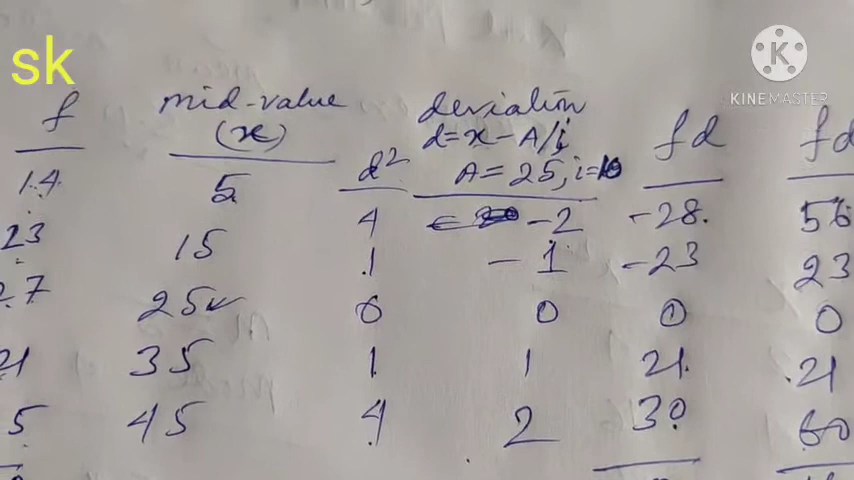 sk
KINEMASTER
f mid-value deviation fd fd
(x) d² d=x-A/i
A=25, i=10
14 5 4 -2 -28 56
23 15 1 -1 -23 23
27 25 0 0 0 0
21 35 1 1 21 21
5 45 4 2 30 60